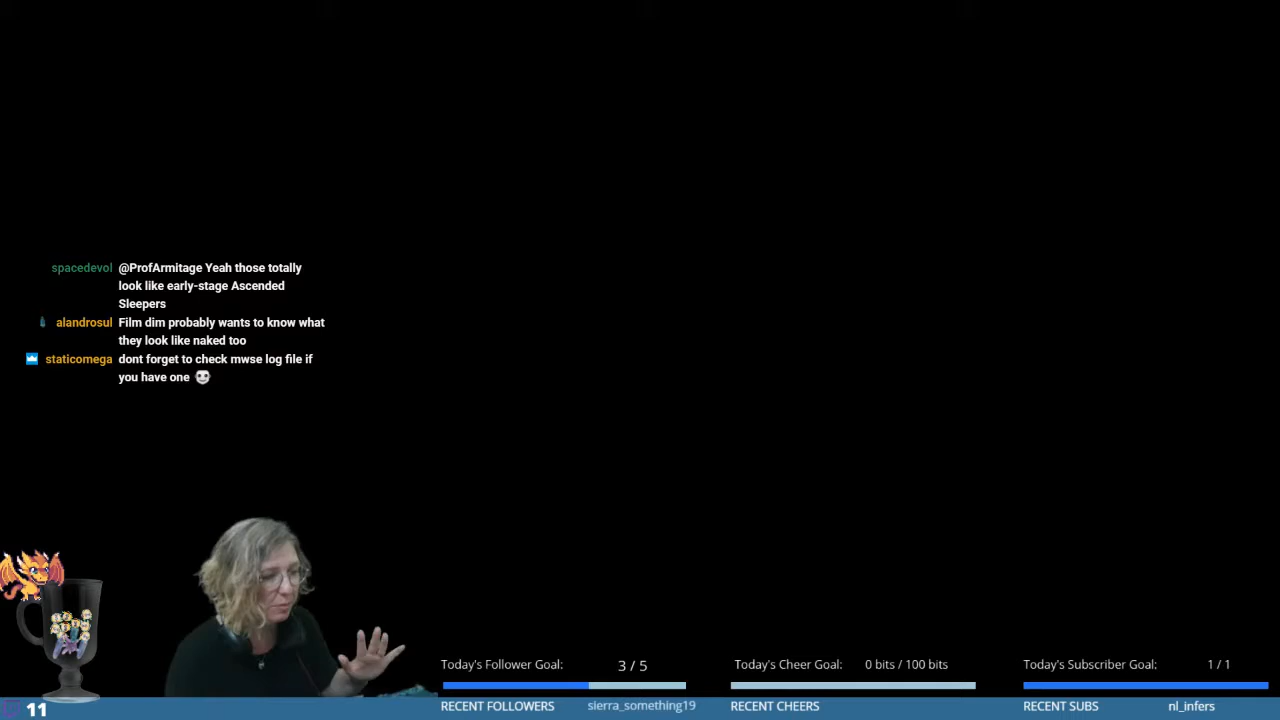 spacedevol @ProfArmitage Yeah those totally
look like early-stage Ascended
Sleepers
alandrosul Film dim probably wants to know what
they look like naked too
staticomega dont forget to check mwse log file if
you have one
Today's Follower Goal: 3 / 5
Today's Cheer Goal: 0 bits / 100 bits
Today's Subscriber Goal: 1 / 1
11
RECENT FOLLOWERS sierra_something19
RECENT CHEERS
RECENT SUBS nl_infers